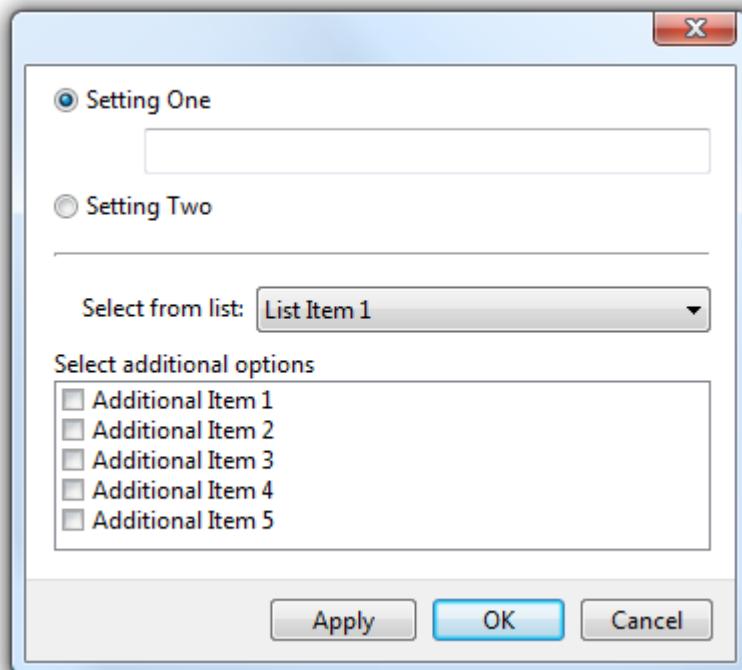 Setting One
Setting Two
Select from list: List Item 1
Select additional options
Additional Item 1
Additional Item 2
Additional Item 3
Additional Item 4
Additional Item 5
Apply OK Cancel